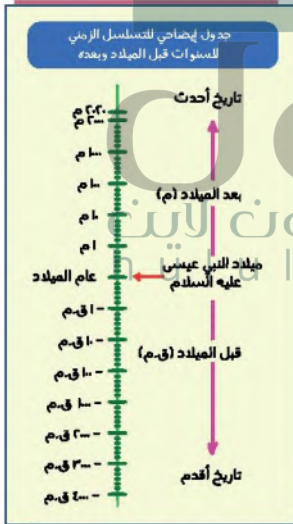 جدول إيضاحي للتسلسل الزمني
للسنوات قبل الميلاد وبعده
تاريخ أحدث
٢٠٢٠ م
٢٠٠٠ م
١٠٠٠ م
١٠٠ م
بعد الميلاد (م)
١٠ م
١ م
ميلاد النبي عيسى
عليه السلام
عام الميلاد
١ ق.م
١٠ ق.م
قبل الميلاد (ق.م)
١٠٠ ق.م
١٠٠٠ ق.م
٢٠٠٠ ق.م
٣٠٠٠ ق.م
تاريخ أقدم
٤٠٠٠ ق.م